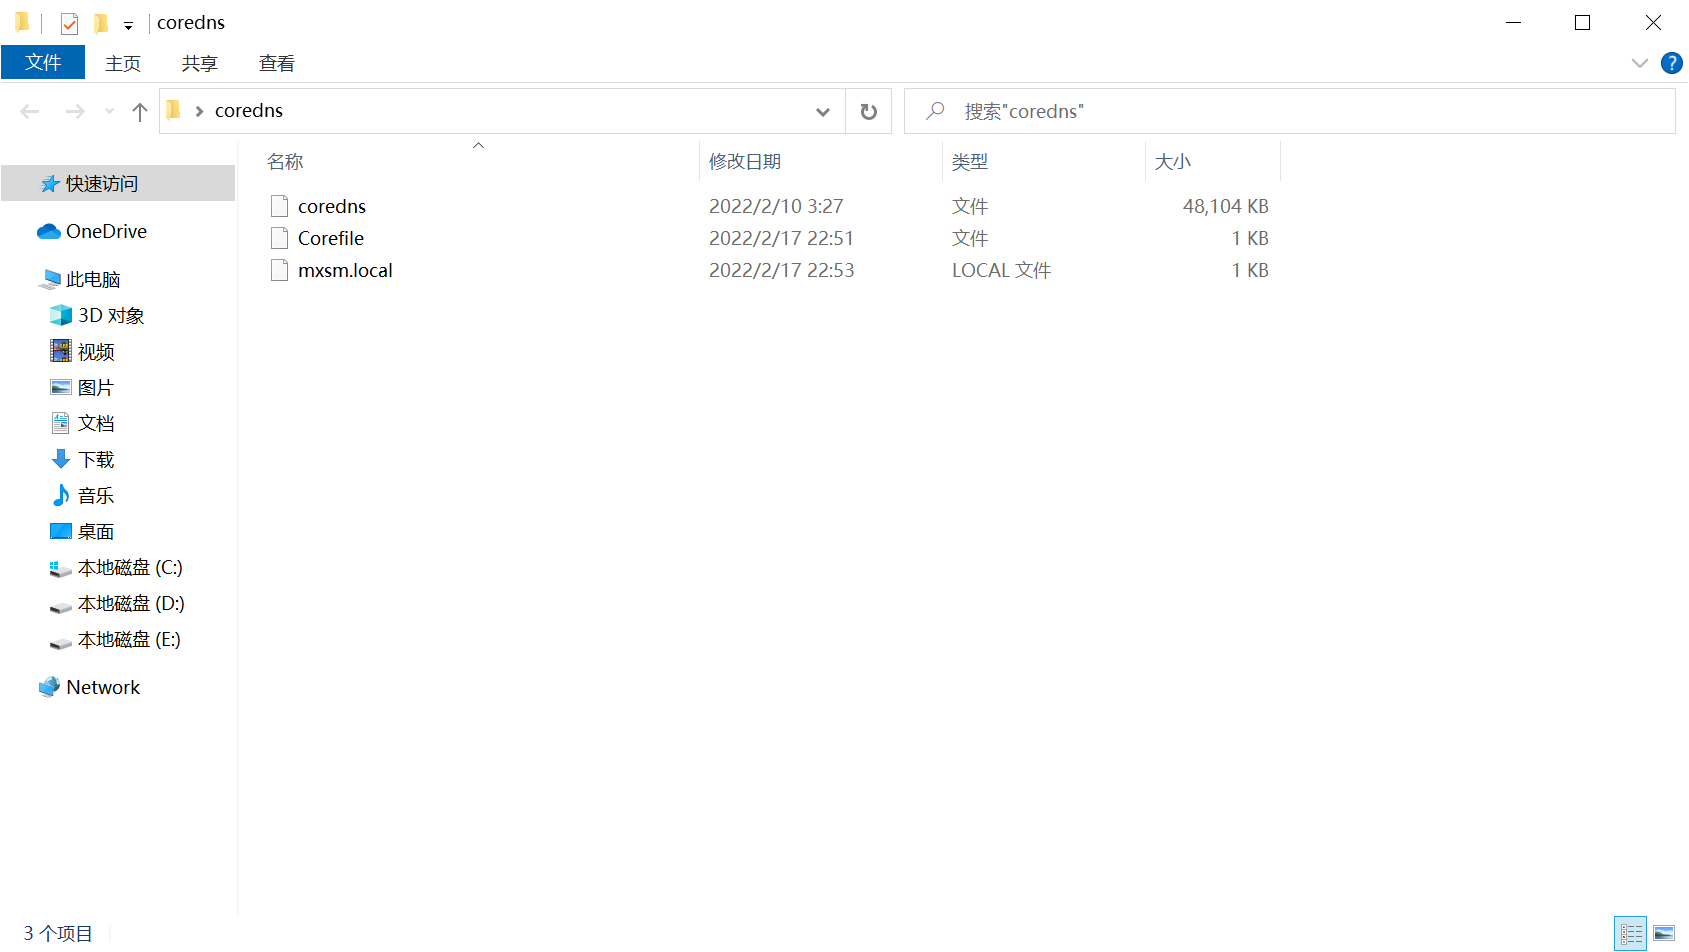 coredns
文件 主页 共享 查看 ?
coredns 搜索"coredns"
名称 修改日期 类型 大小
coredns 2022/2/10 3:27 文件 48,104 KB
Corefile 2022/2/17 22:51 文件 1 KB
mxsm.local 2022/2/17 22:53 LOCAL 文件 1 KB
快速访问
OneDrive
此电脑
3D 对象
视频
图片
文档
下载
音乐
桌面
本地磁盘 (C:)
本地磁盘 (D:)
本地磁盘 (E:)
Network
3 个项目